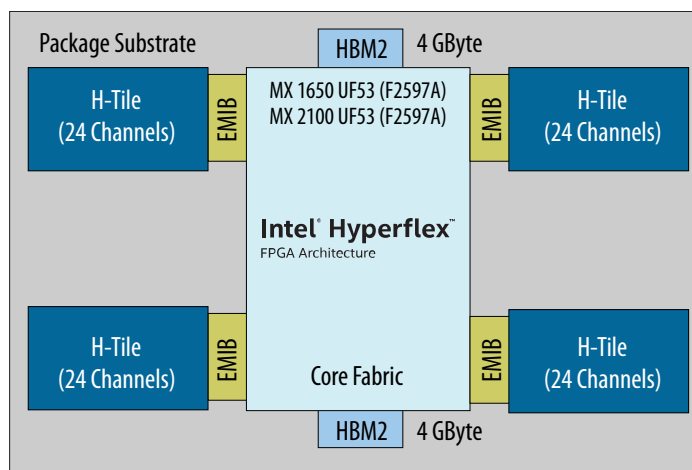 Package Substrate
HBM2 4 GByte
H-Tile
(24 Channels)
EMIB
MX 1650 UF53 (F2597A)
MX 2100 UF53 (F2597A)
EMIB
H-Tile
(24 Channels)
Intel® Hyperflex™
FPGA Architecture
H-Tile
(24 Channels)
EMIB
Core Fabric
EMIB
H-Tile
(24 Channels)
HBM2 4 GByte